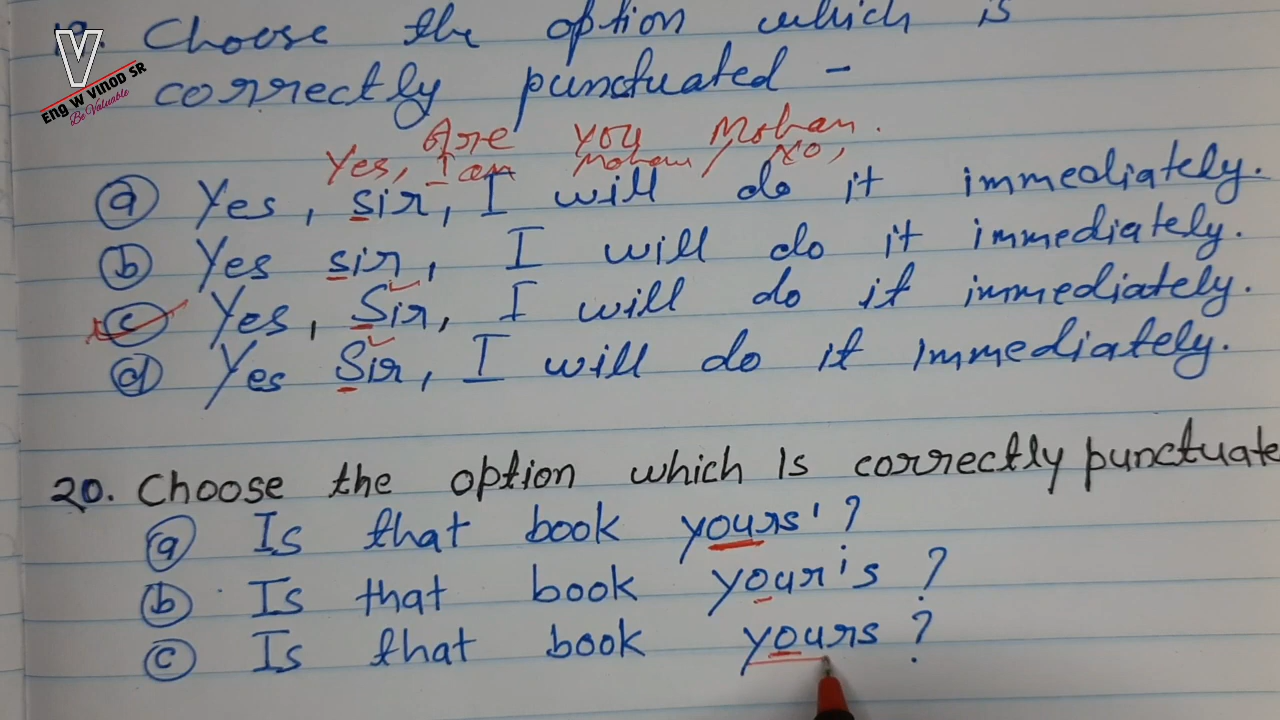 19. Choose the option which is
V
ENG W VINOD SR
Be Valuable
correctly punctuated -
Are you Mohan.
Yes, I am Mohan / No,
(a) Yes, sir, I will do it immediately.
(b) Yes sir, I will do it immediately.
(c) Yes, Sir, I will do it immediately.
(d) Yes Sir, I will do it immediately.
20. Choose the option which is correctly punctuate
(a) Is that book yours'?
(b) Is that book your's ?
(c) Is that book yours ?